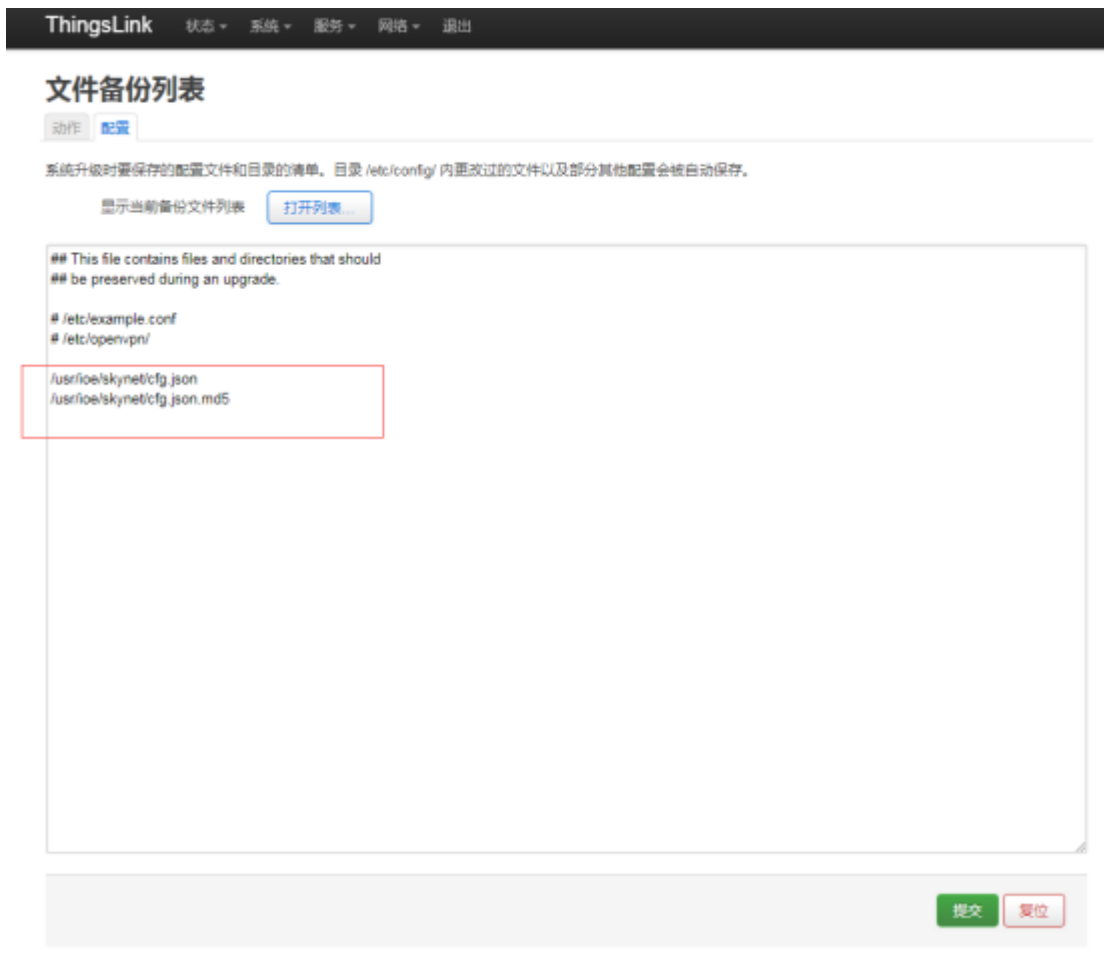 ThingsLink 状态 系统 服务 网络 退出
文件备份列表
动作 配置
系统升级时要保存的配置文件和目录的清单。目录 /etc/config/ 内更改过的文件以及部分其他配置会被自动保存。
显示当前备份文件列表 打开列表...
## This file contains files and directories that should
## be preserved during an upgrade.
# /etc/example.conf
# /etc/openvpn/
/usr/ioe/skynet/cfg.json
/usr/ioe/skynet/cfg.json.md5
提交 复位